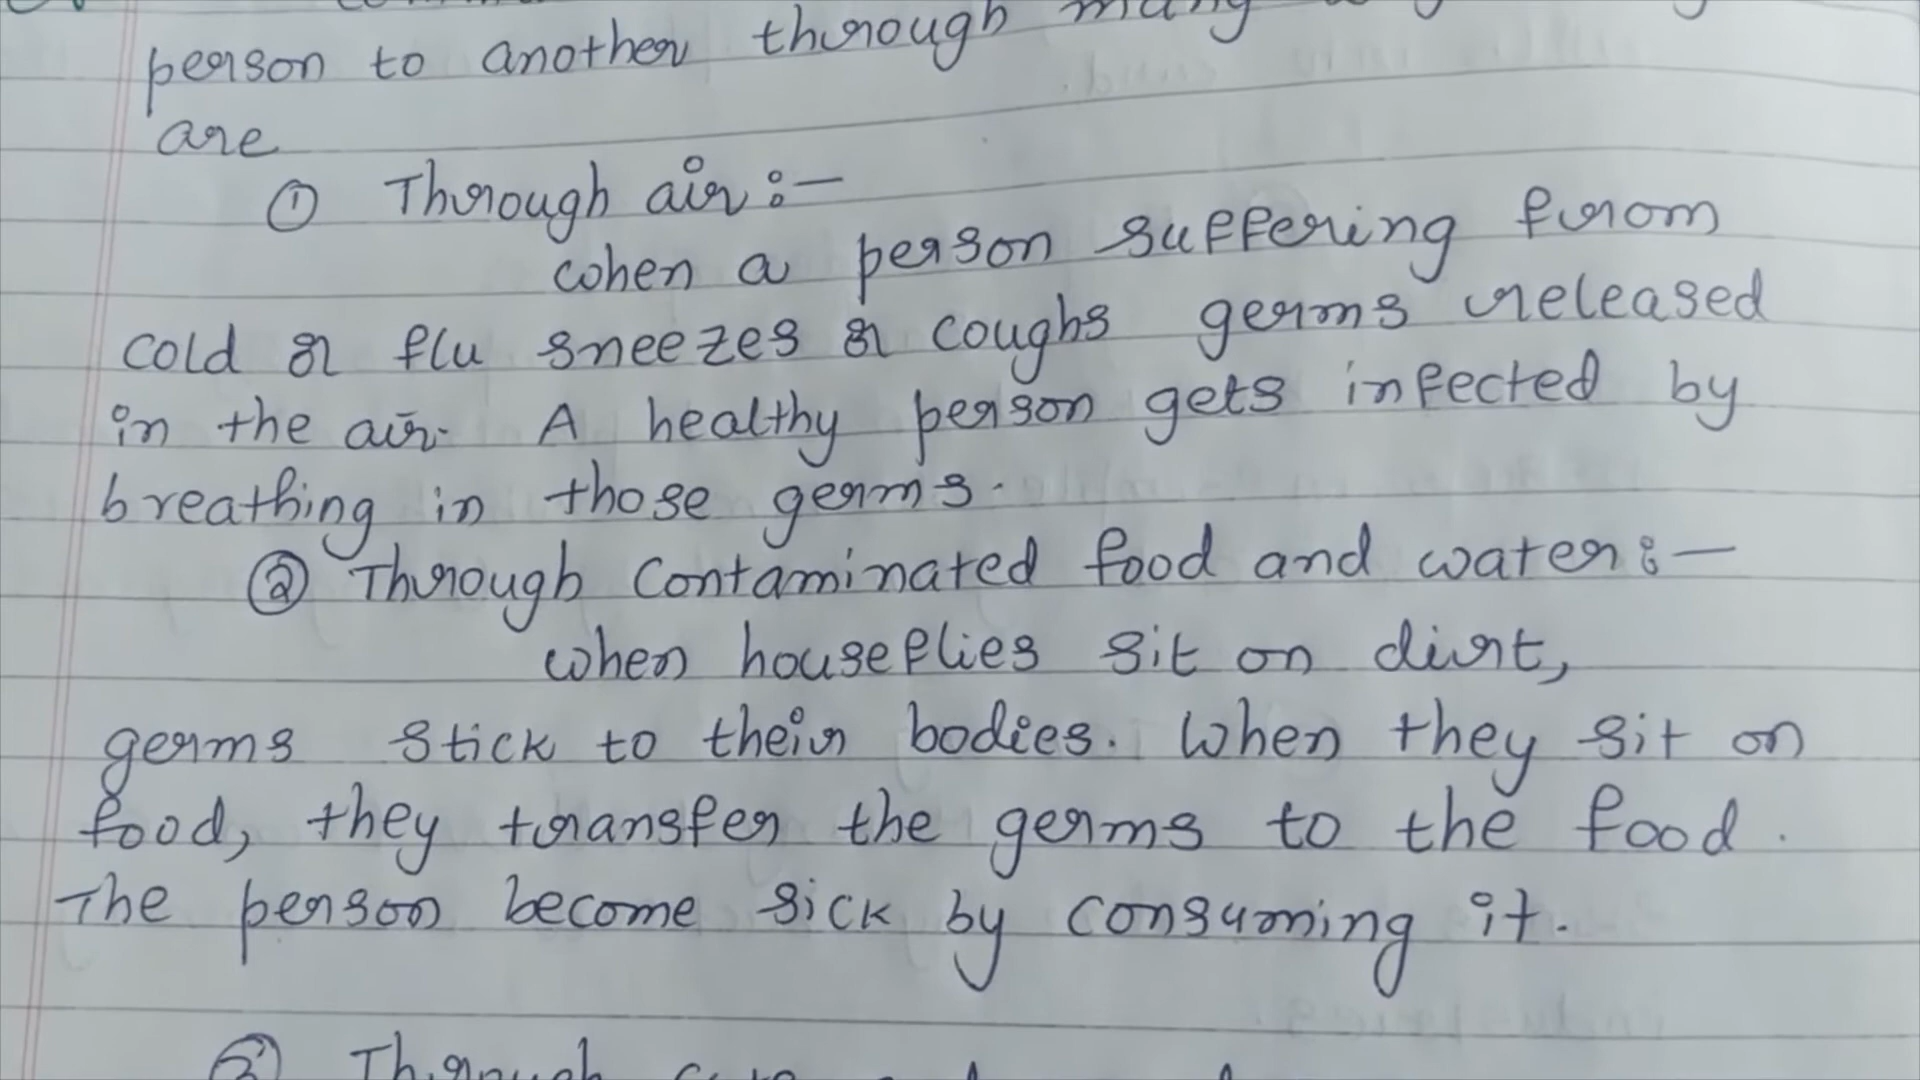 person to another through many
are
① Through air :-
when a person suffering from
cold or flu sneezes or coughs germs released
in the air. A healthy person gets infected by
breathing in those germs.
② Through contaminated food and water :-
when houseflies sit on dirt,
germs stick to their bodies. When they sit on
food, they transfer the germs to the food.
The person become sick by consuming it.
③ Through